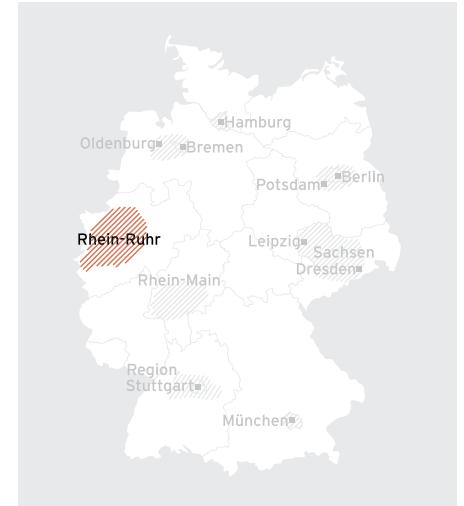 Hamburg
Oldenburg
Bremen
Berlin
Potsdam
Rhein-Ruhr
Leipzig
Sachsen
Dresden
Rhein-Main
Region
Stuttgart
München